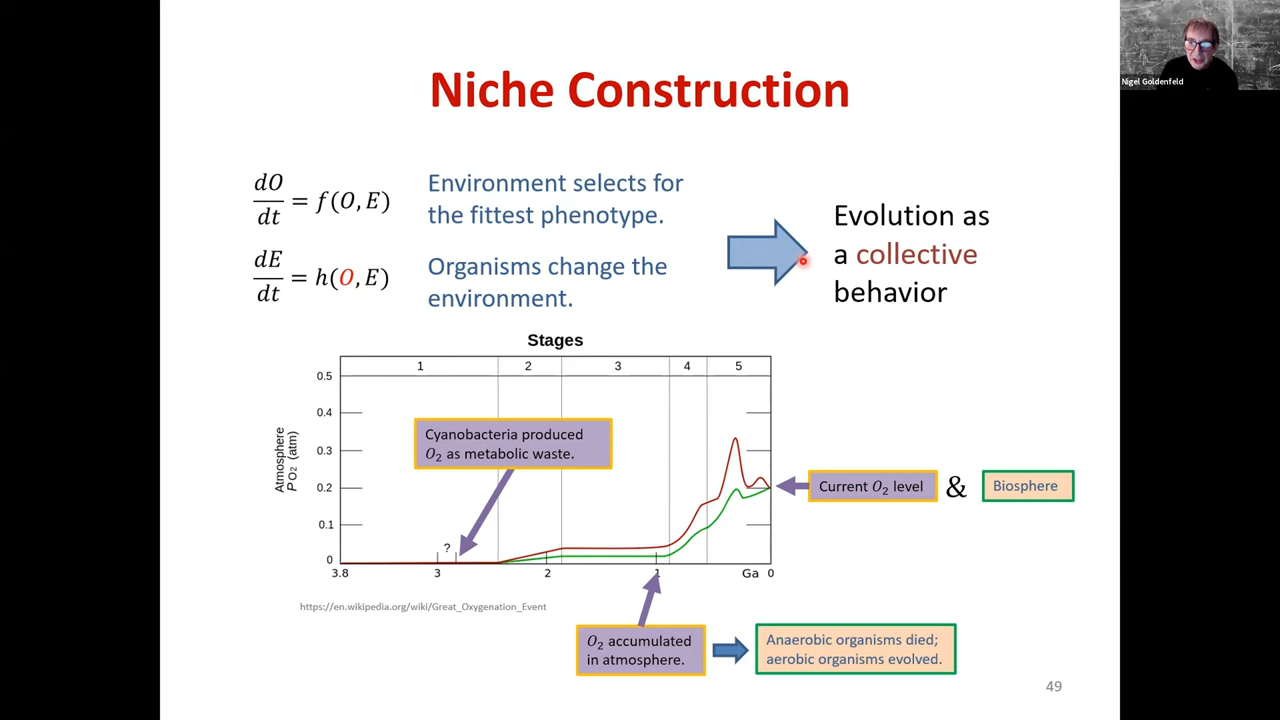 Nigel Goldenfeld
Niche Construction
dO/dt = f(O, E)
Environment selects for
the fittest phenotype.
dE/dt = h(O, E)
Organisms change the
environment.
Evolution as
a collective
behavior
Stages
1 2 3 4 5
0.5
0.4
0.3
0.2
0.1
0
Atmosphere
PO₂ (atm)
Cyanobacteria produced
O₂ as metabolic waste.
?
Current O₂ level & Biosphere
3.8 3 2 1 Ga 0
https://en.wikipedia.org/wiki/Great_Oxygenation_Event
O₂ accumulated
in atmosphere.
Anaerobic organisms died;
aerobic organisms evolved.
49